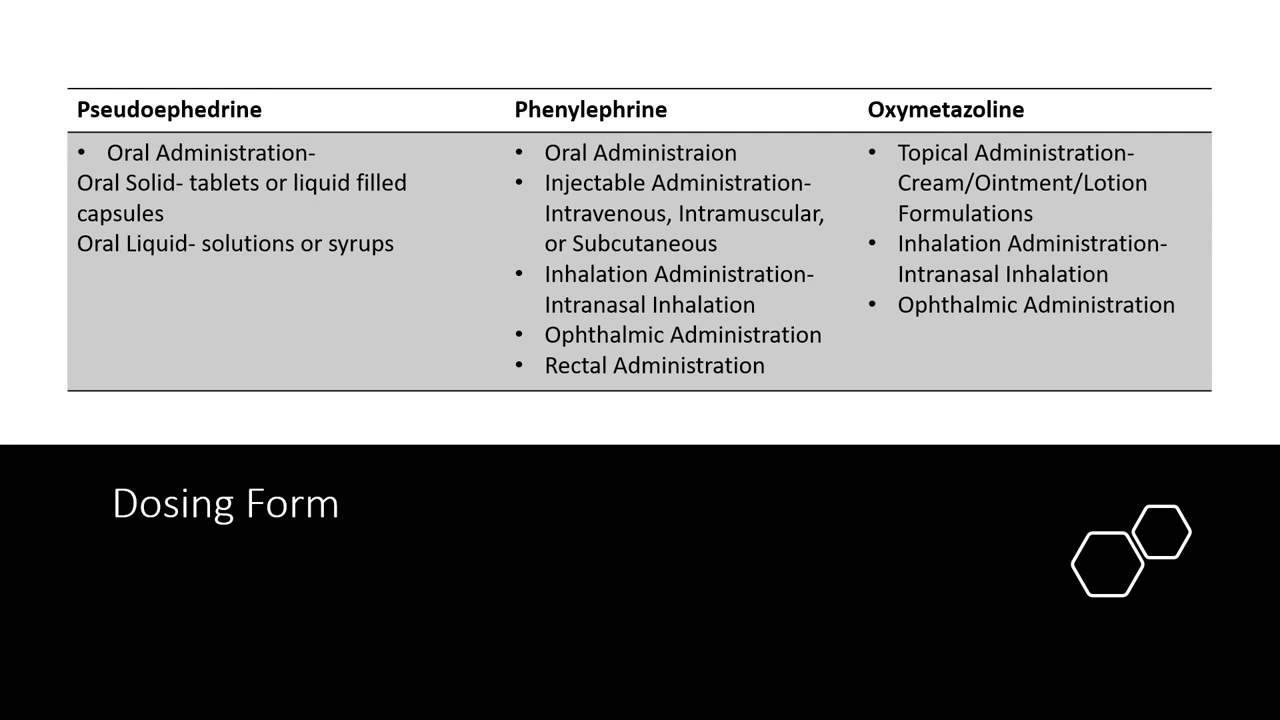 Pseudoephedrine
Phenylephrine
Oxymetazoline
• Oral Administration-
Oral Solid- tablets or liquid filled
capsules
Oral Liquid- solutions or syrups
• Oral Administraion
• Injectable Administration-
Intravenous, Intramuscular,
or Subcutaneous
• Inhalation Administration-
Intranasal Inhalation
• Ophthalmic Administration
• Rectal Administration
• Topical Administration-
Cream/Ointment/Lotion
Formulations
• Inhalation Administration-
Intranasal Inhalation
• Ophthalmic Administration
Dosing Form